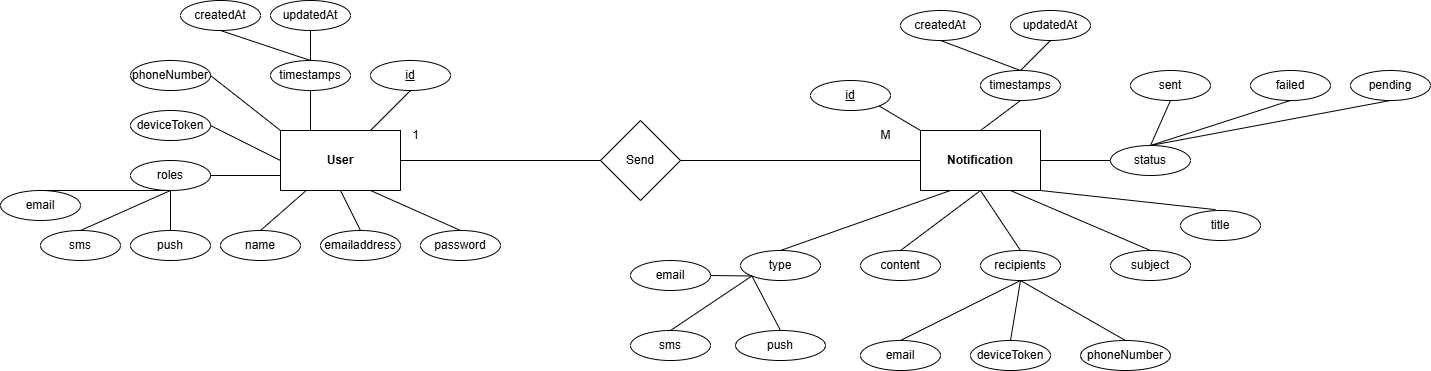 createdAt
updatedAt
createdAt
updatedAt
phoneNumber
timestamps
id
timestamps
id
sent
failed
pending
deviceToken
1
M
User
Send
Notification
status
roles
email
title
sms
push
name
emailaddress
password
email
type
content
recipients
subject
sms
push
email
deviceToken
phoneNumber